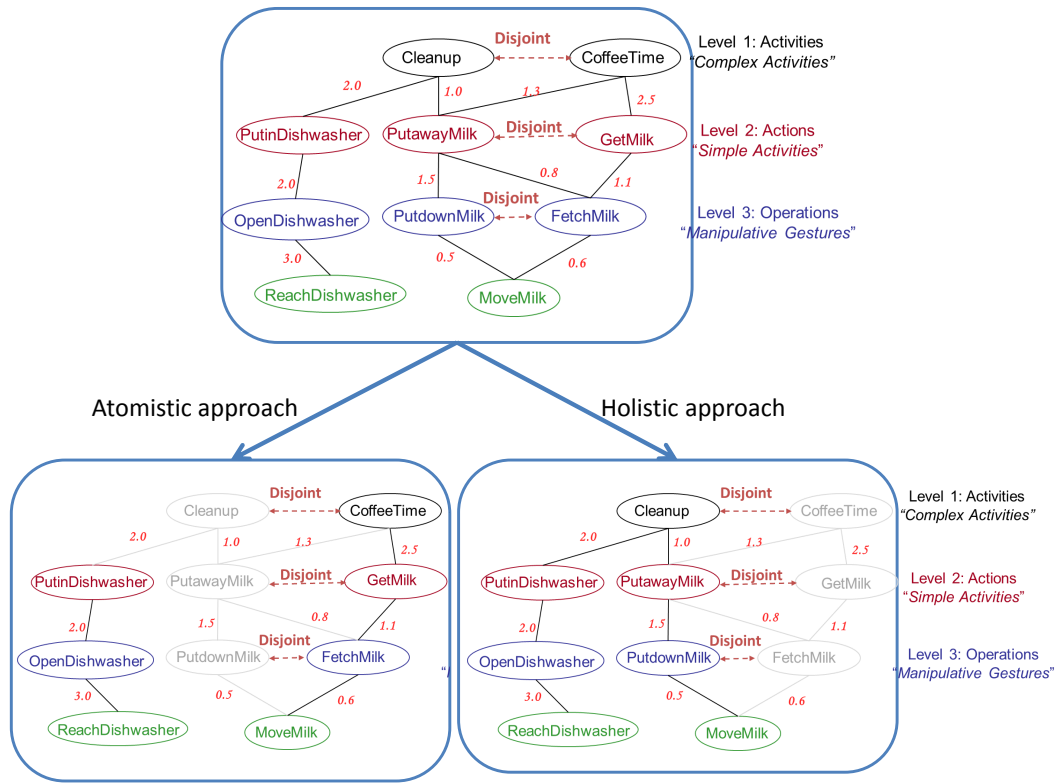 Disjoint
Cleanup
CoffeeTime
Level 1: Activities
"Complex Activities"
2.0
1.0
1.3
2.5
PutinDishwasher
PutawayMilk
Disjoint
GetMilk
Level 2: Actions
"Simple Activities"
2.0
1.5
0.8
1.1
Disjoint
OpenDishwasher
PutdownMilk
FetchMilk
Level 3: Operations
"Manipulative Gestures"
3.0
0.5
0.6
ReachDishwasher
MoveMilk
Atomistic approach
Holistic approach
Disjoint
Cleanup
CoffeeTime
2.0
1.0
1.3
2.5
PutinDishwasher
PutawayMilk
Disjoint
GetMilk
2.0
1.5
0.8
1.1
Disjoint
OpenDishwasher
PutdownMilk
FetchMilk
3.0
0.5
0.6
ReachDishwasher
MoveMilk
Disjoint
Cleanup
CoffeeTime
Level 1: Activities
"Complex Activities"
2.0
1.0
1.3
2.5
PutinDishwasher
PutawayMilk
Disjoint
GetMilk
Level 2: Actions
"Simple Activities"
2.0
1.5
0.8
1.1
Disjoint
OpenDishwasher
PutdownMilk
FetchMilk
Level 3: Operations
"Manipulative Gestures"
3.0
0.5
0.6
ReachDishwasher
MoveMilk